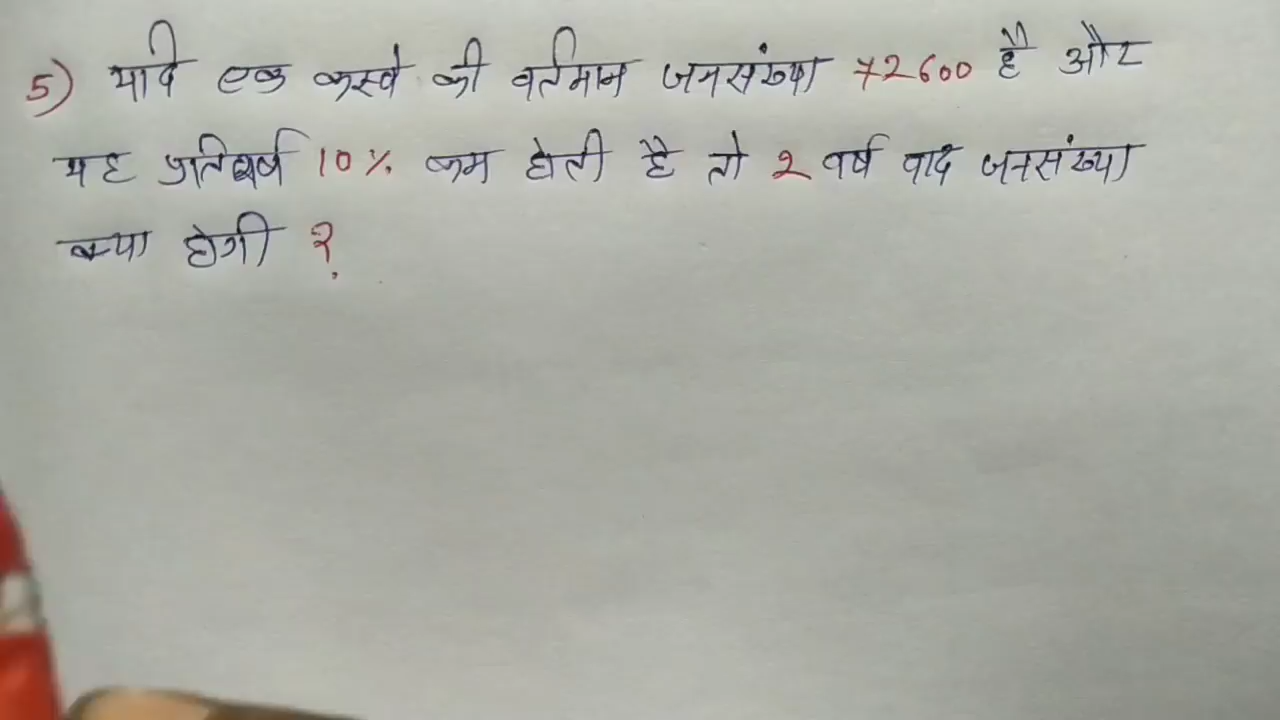 5) यदि एक कस्वे की वर्तमान जनसंख्या 72600 है और
यह प्रतिवर्ष 10% कम होती है तो 2 वर्ष वाद जनसंख्या
क्या होगी ?